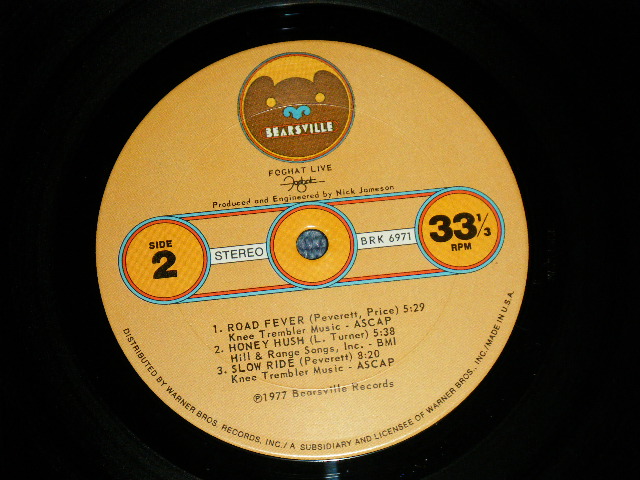 BEARSVILLE
FOGHAT LIVE
Foghat
Produced and Engineered by Nick Jameson
SIDE
2
STEREO
BRK 6971
33 1/3
RPM
1. ROAD FEVER (Peverett, Price) 5:29
Knee Trembler Music - ASCAP
2. HONEY HUSH (L. Turner) 5:38
Hill & Range Songs, Inc. - BMI
3. SLOW RIDE (Peverett) 8:20
Knee Trembler Music - ASCAP
℗1977 Bearsville Records
DISTRIBUTED BY WARNER BROS. RECORDS, INC./A SUBSIDIARY AND LICENSEE OF WARNER BROS., INC./MADE IN U.S.A.